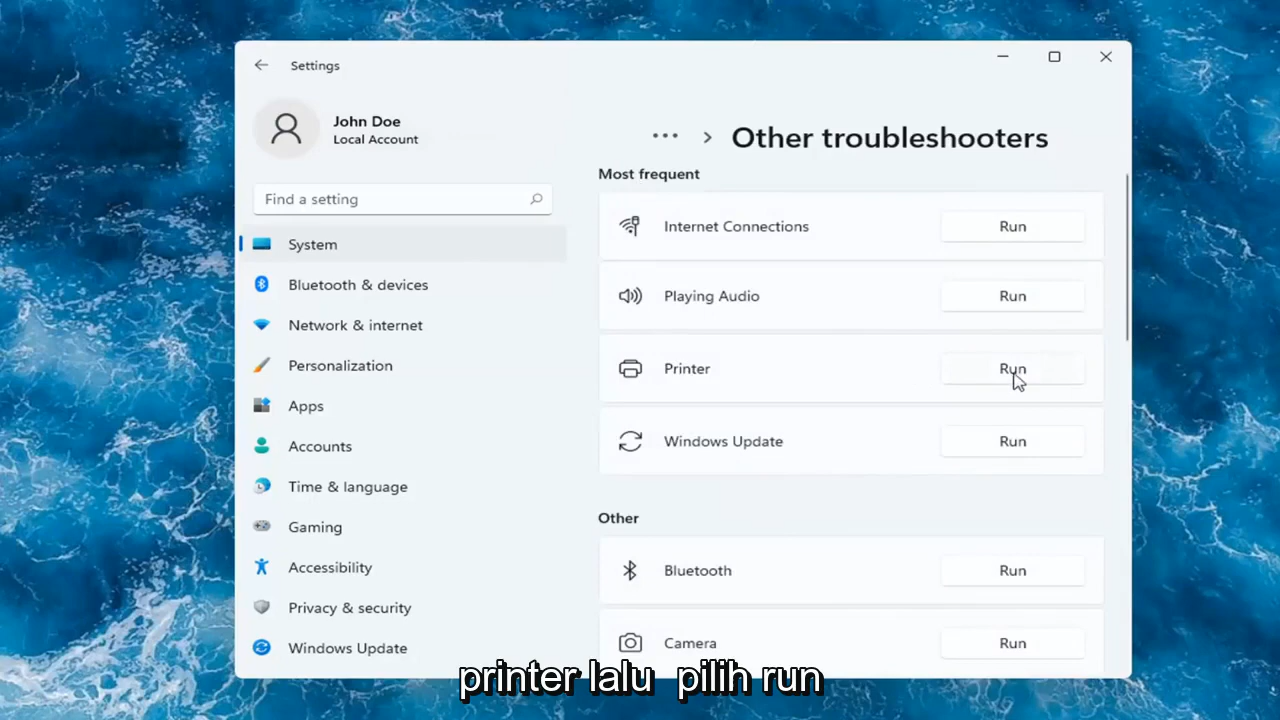 Settings
John Doe
Local Account
Find a setting
System
Bluetooth & devices
Network & internet
Personalization
Apps
Accounts
Time & language
Gaming
Accessibility
Privacy & security
Windows Update
... > Other troubleshooters
Most frequent
Internet Connections Run
Playing Audio Run
Printer Run
Windows Update Run
Other
Bluetooth Run
Camera Run
printer lalu pilih run